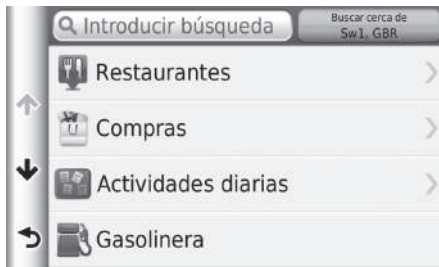 Introducir búsqueda
Buscar cerca de
Sw1, GBR
Restaurantes
Compras
Actividades diarias
Gasolinera